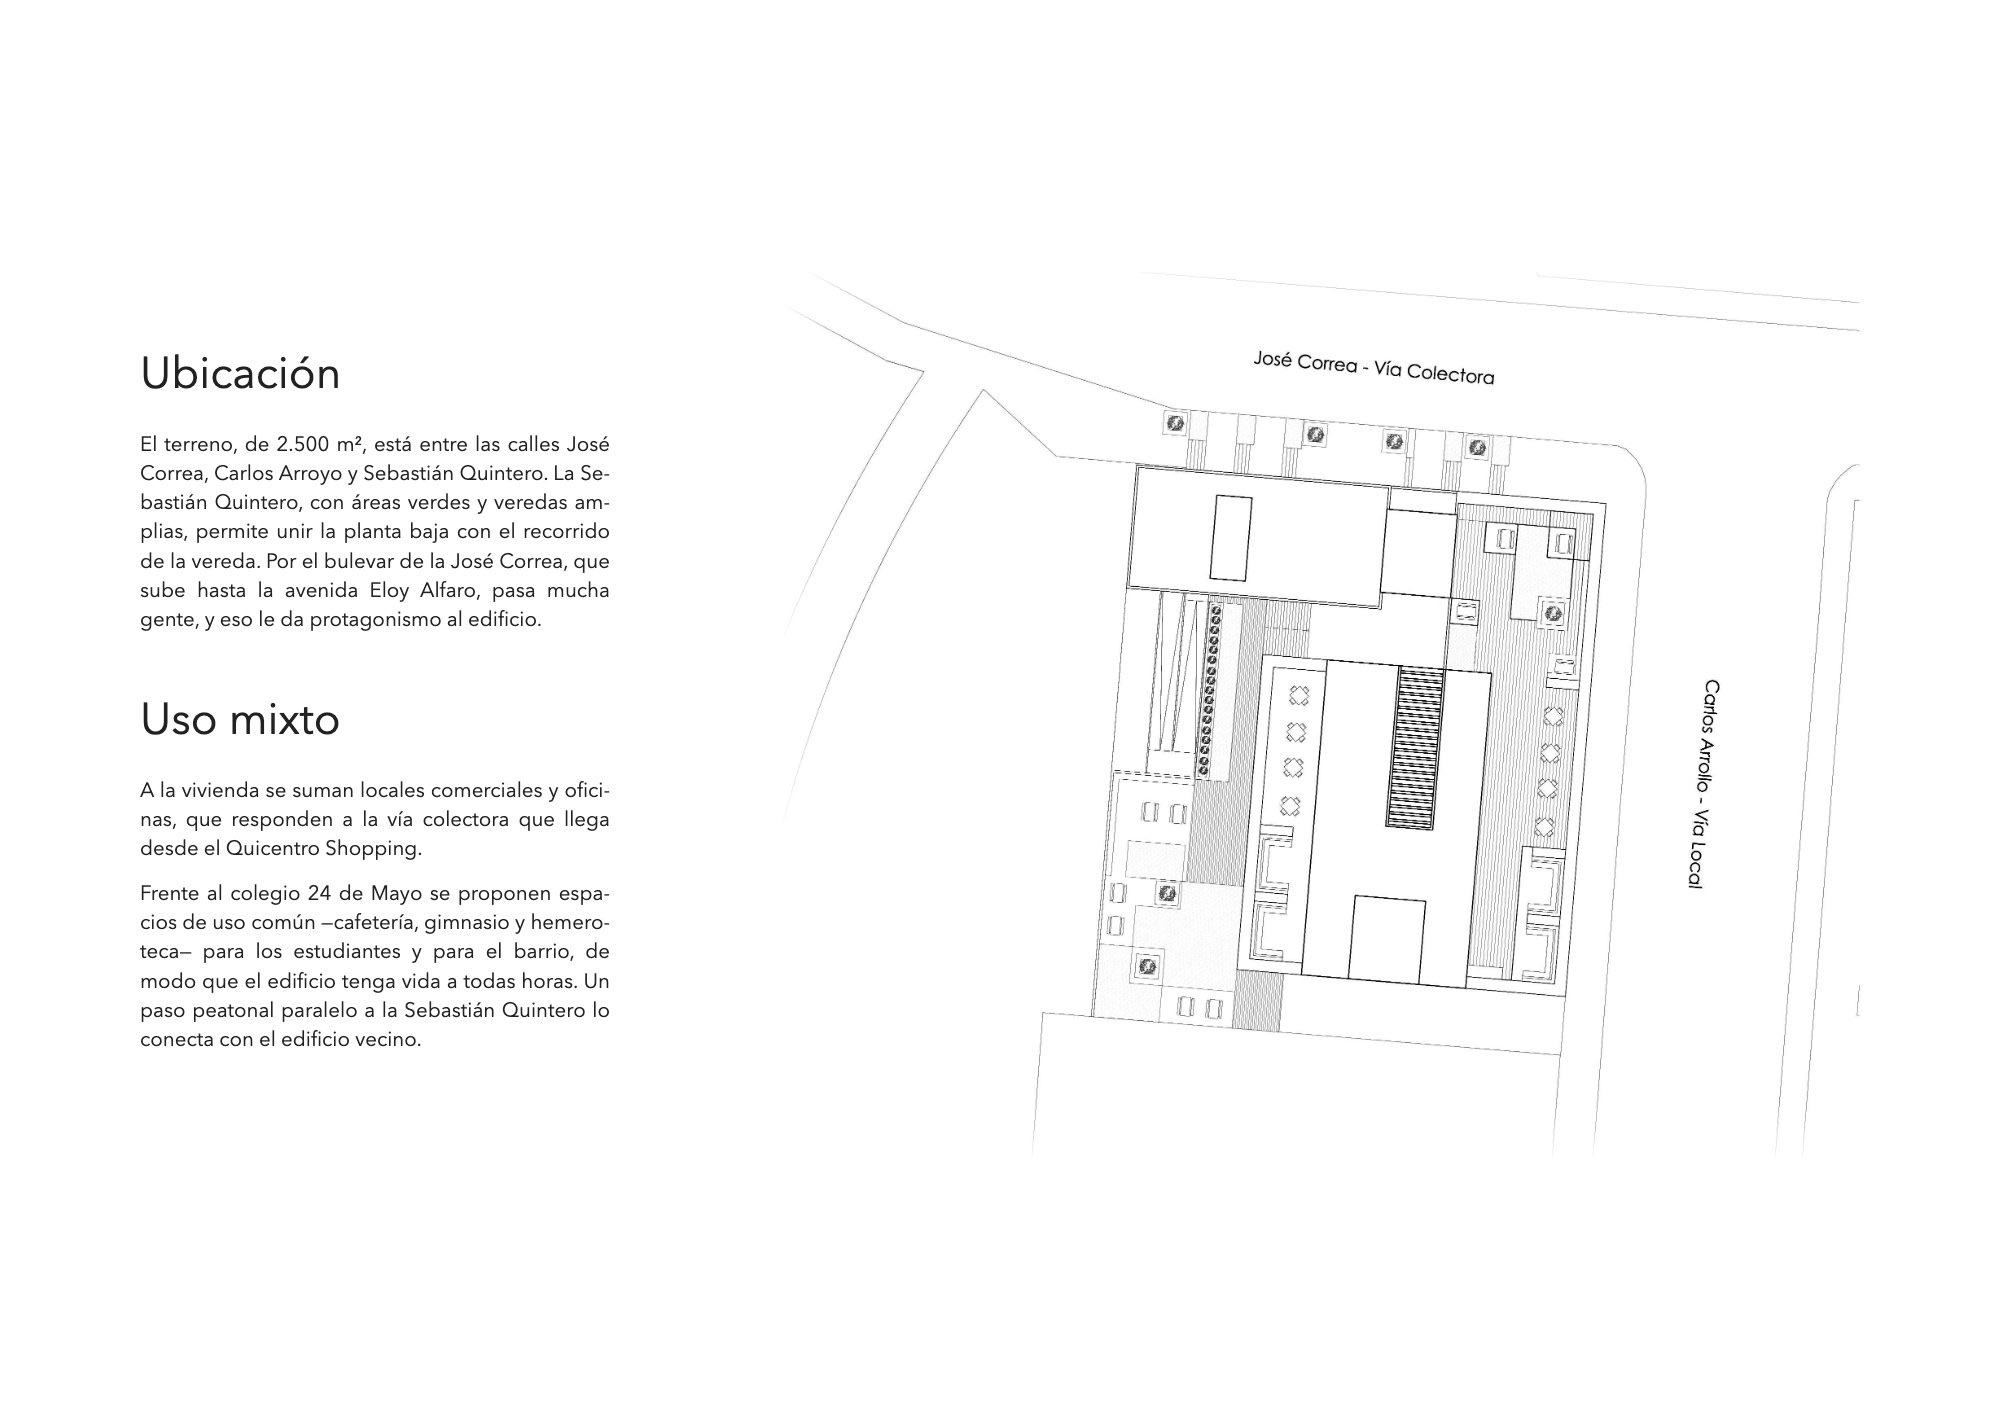 Ubicación
El terreno, de 2.500 m², está entre las calles José
Correa, Carlos Arroyo y Sebastián Quintero. La Se-
bastián Quintero, con áreas verdes y veredas am-
plias, permite unir la planta baja con el recorrido
de la vereda. Por el bulevar de la José Correa, que
sube hasta la avenida Eloy Alfaro, pasa mucha
gente, y eso le da protagonismo al edificio.
Uso mixto
A la vivienda se suman locales comerciales y ofici-
nas, que responden a la vía colectora que llega
desde el Quicentro Shopping.
Frente al colegio 24 de Mayo se proponen espa-
cios de uso común —cafetería, gimnasio y hemero-
teca— para los estudiantes y para el barrio, de
modo que el edificio tenga vida a todas horas. Un
paso peatonal paralelo a la Sebastián Quintero lo
conecta con el edificio vecino.
José Correa - Vía Colectora
Carlos Arrollo - Vía Local